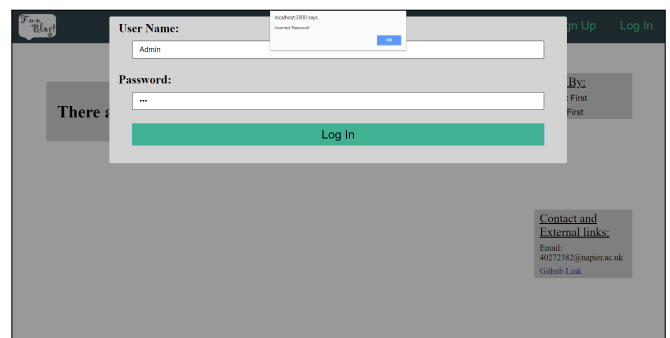 Fun
Blog!
localhost:3000 says
Incorrect Password!
OK
Sign Up
Log In
User Name:
Admin
Password:
•••
Log In
There
By:
First
First
Contact and
External links:
Email:
40272382@napier.ac.uk
Github Link